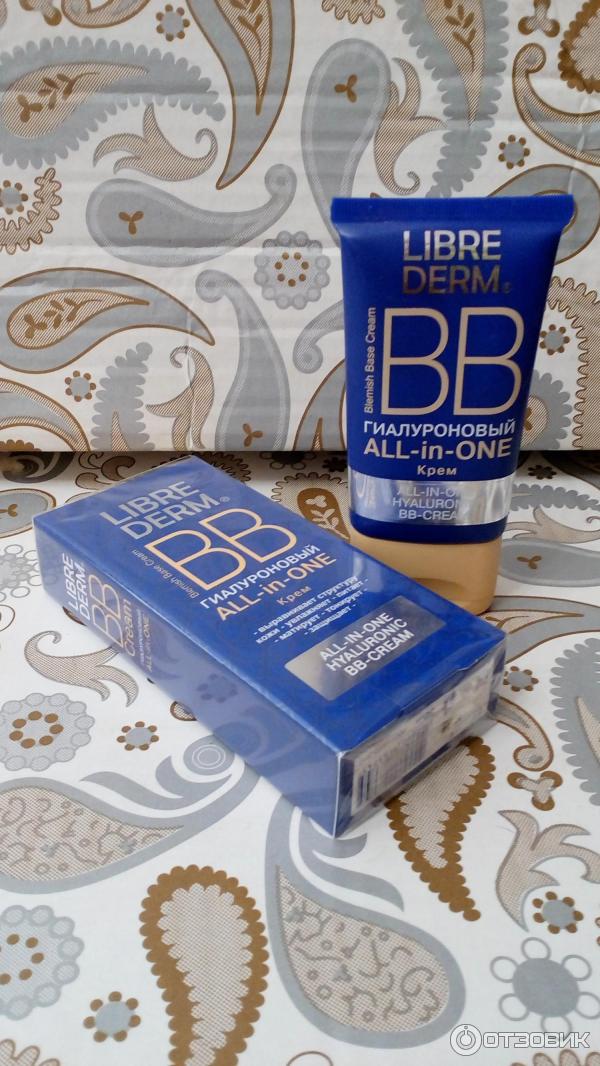 LIBRE
DERM®
Blemish Base Cream
BB
ГИАЛУРОНОВЫЙ
ALL-in-ONE
Крем
ALL-IN-ONE
HYALURONIC
BB-CREAM
LIBRE
DERM®
Blemish Base Cream
BB
ГИАЛУРОНОВЫЙ
ALL-in-ONE
Крем
- выравнивает структуру
кожи - увлажняет - питает -
- матирует - тонирует -
- защищает -
ALL-IN-ONE
HYALURONIC
BB-CREAM
LIBRE
DERM®
BB
Cream
ГИАЛУРОНОВЫЙ
ALL-in-ONE
ОТЗОВИК